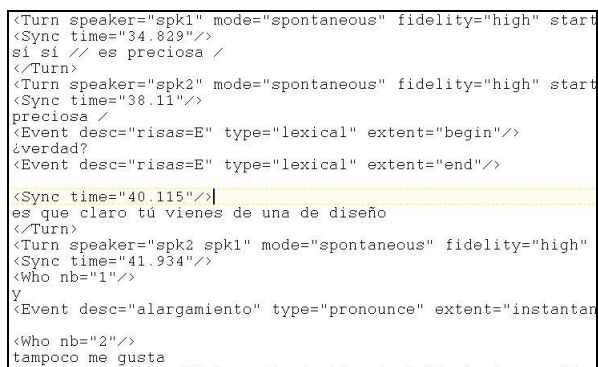 <Turn speaker="spk1" mode="spontaneous" fidelity="high" start
<Sync time="34.829"/>
sí sí // es preciosa /
</Turn>
<Turn speaker="spk2" mode="spontaneous" fidelity="high" start
<Sync time="38.11"/>
preciosa /
<Event desc="risas=E" type="lexical" extent="begin"/>
¿verdad?
<Event desc="risas=E" type="lexical" extent="end"/>
<Sync time="40.115"/>
es que claro tú vienes de una de diseño
</Turn>
<Turn speaker="spk2 spk1" mode="spontaneous" fidelity="high"
<Sync time="41.934"/>
<Who nb="1"/>
y
<Event desc="alargamiento" type="pronounce" extent="instantan
<Who nb="2"/>
tampoco me gusta